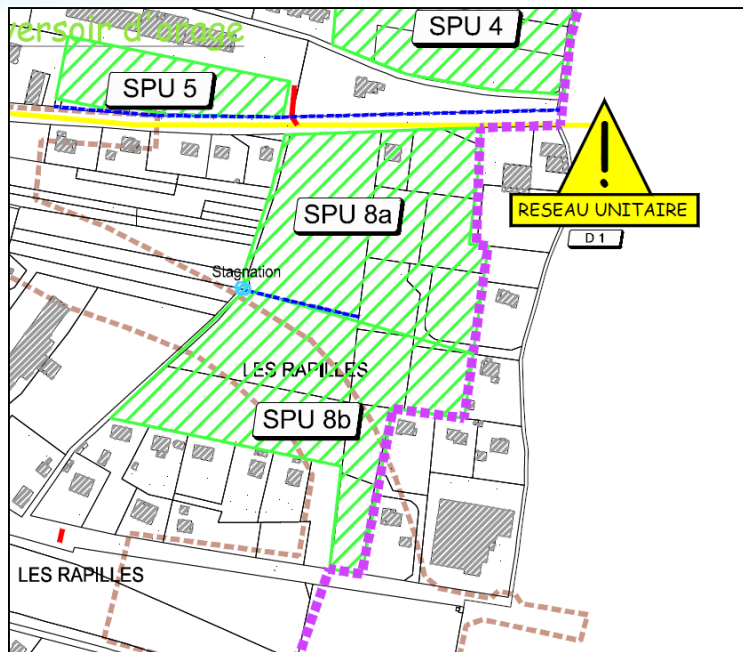 versoir d'orage
SPU 4
SPU 5
!
RESEAU UNITAIRE
SPU 8a
D 1
Stagnation
LES RAPILLES
SPU 8b
LES RAPILLES